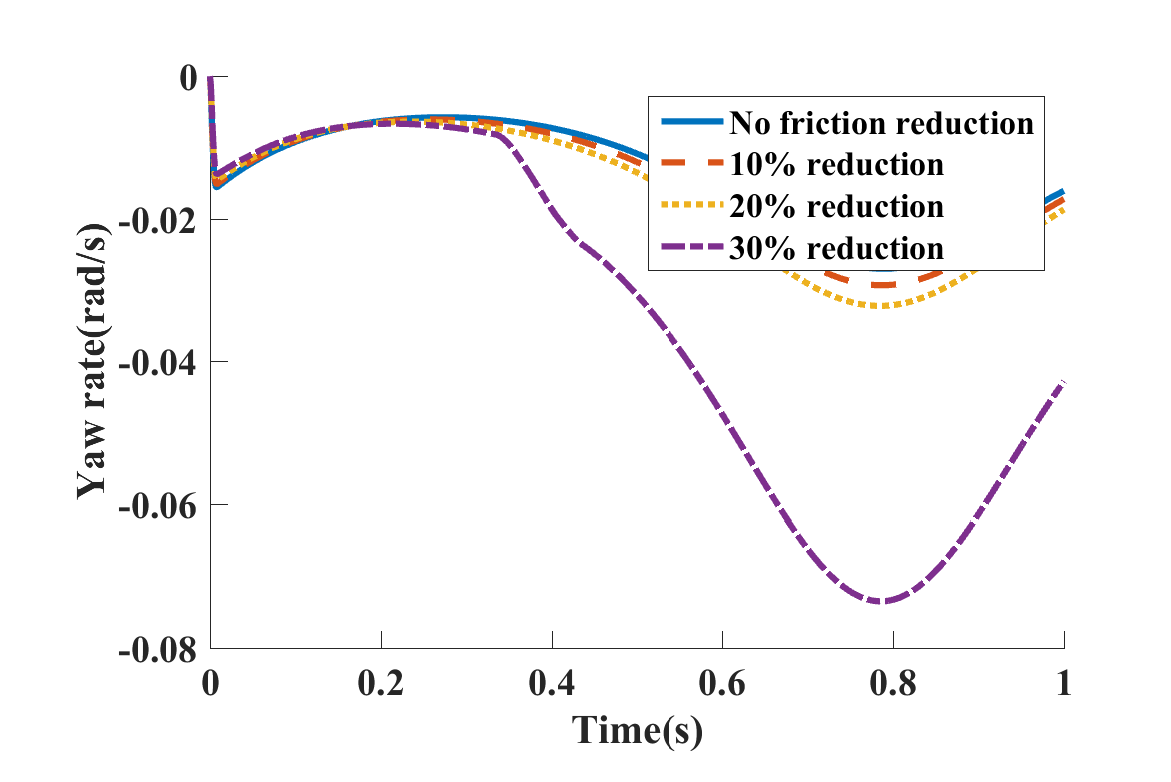 0
No friction reduction
10% reduction
20% reduction
30% reduction
-0.02
-0.04
-0.06
-0.08
Yaw rate(rad/s)
0
0.2
0.4
0.6
0.8
1
Time(s)